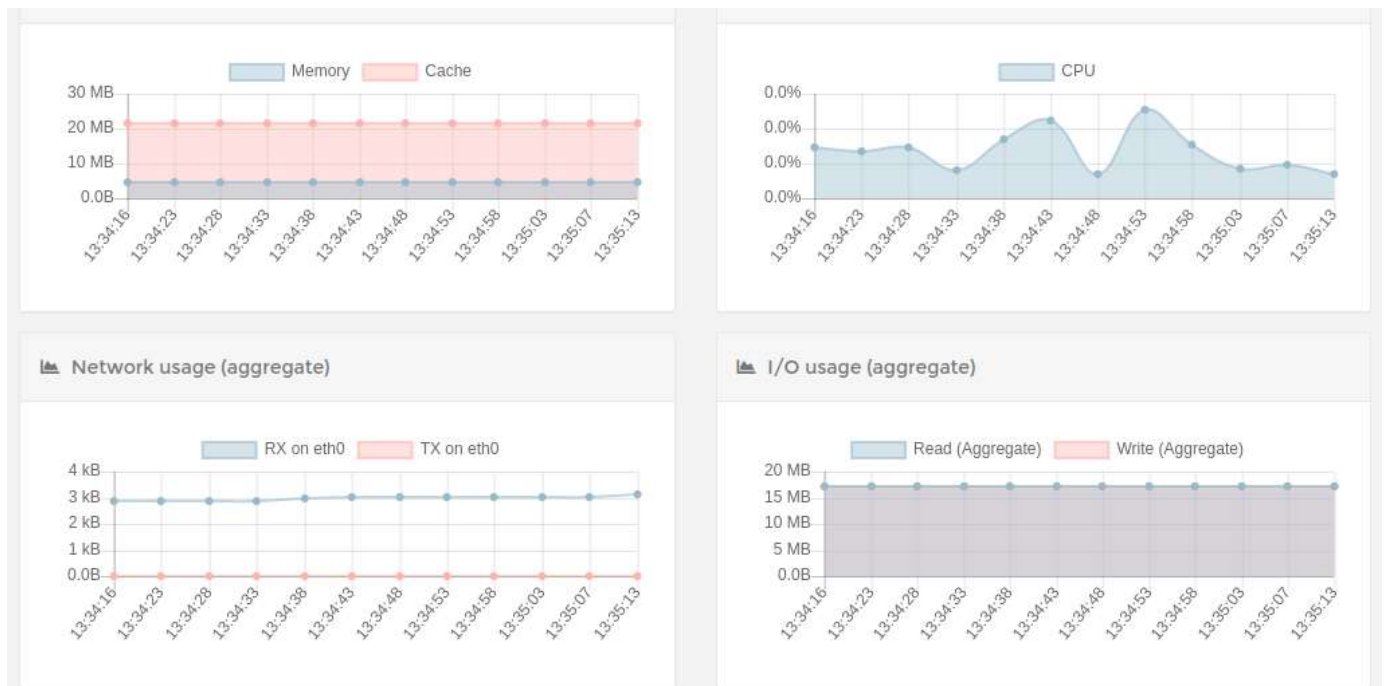 Memory Cache
30 MB
20 MB
10 MB
0.0B
13:34:16 13:34:23 13:34:28 13:34:33 13:34:38 13:34:43 13:34:48 13:34:53 13:34:58 13:35:03 13:35:07 13:35:13
CPU
0.0%
0.0%
0.0%
0.0%
13:34:16 13:34:23 13:34:28 13:34:33 13:34:38 13:34:43 13:34:48 13:34:53 13:34:58 13:35:03 13:35:07 13:35:13
Network usage (aggregate)
RX on eth0 TX on eth0
4 kB
3 kB
2 kB
1 kB
0.0B
13:34:16 13:34:23 13:34:28 13:34:33 13:34:38 13:34:43 13:34:48 13:34:53 13:34:58 13:35:03 13:35:07 13:35:13
I/O usage (aggregate)
Read (Aggregate) Write (Aggregate)
20 MB
15 MB
10 MB
5 MB
0.0B
13:34:16 13:34:23 13:34:28 13:34:33 13:34:38 13:34:43 13:34:48 13:34:53 13:34:58 13:35:03 13:35:07 13:35:13